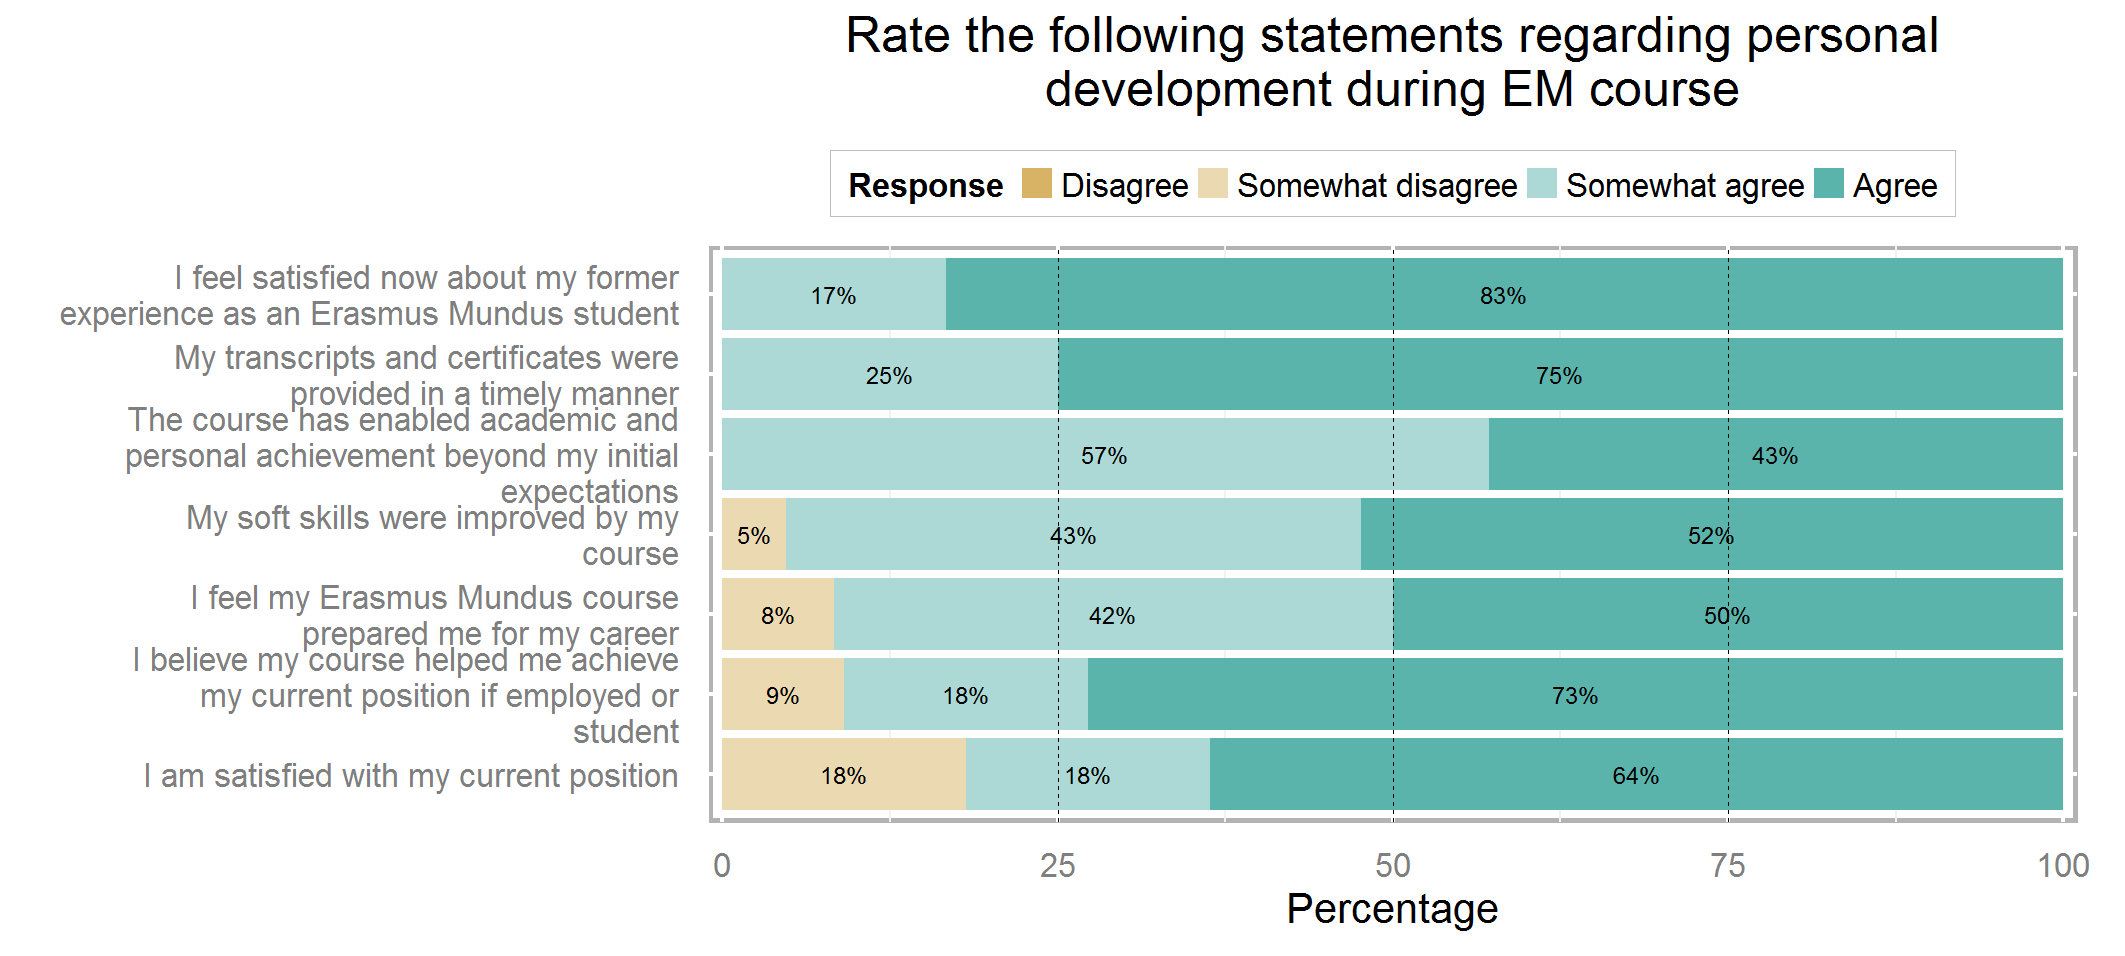 Rate the following statements regarding personal
development during EM course
Response Disagree Somewhat disagree Somewhat agree Agree
I feel satisfied now about my former
experience as an Erasmus Mundus student
17% 83%
My transcripts and certificates were
provided in a timely manner
25% 75%
The course has enabled academic and
personal achievement beyond my initial
expectations
57% 43%
My soft skills were improved by my
course
5% 43% 52%
I feel my Erasmus Mundus course
prepared me for my career
8% 42% 50%
I believe my course helped me achieve
my current position if employed or
student
9% 18% 73%
I am satisfied with my current position
18% 18% 64%
0 25 50 75 100
Percentage